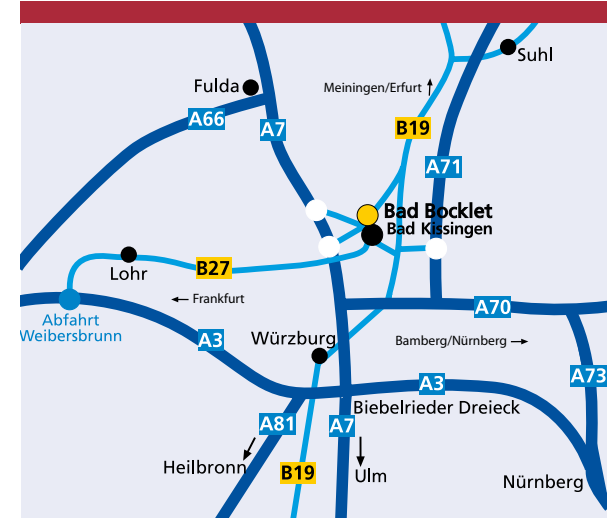 Suhl
Fulda
Meiningen/Erfurt
A66
A7
B19
A71
Bad Bocklet
Bad Kissingen
Lohr
B27
Frankfurt
A70
Abfahrt
Weibersbrunn
A3
Würzburg
Bamberg/Nürnberg
A73
A3
Biebelrieder Dreieck
A81
A7
Heilbronn
B19
Ulm
Nürnberg